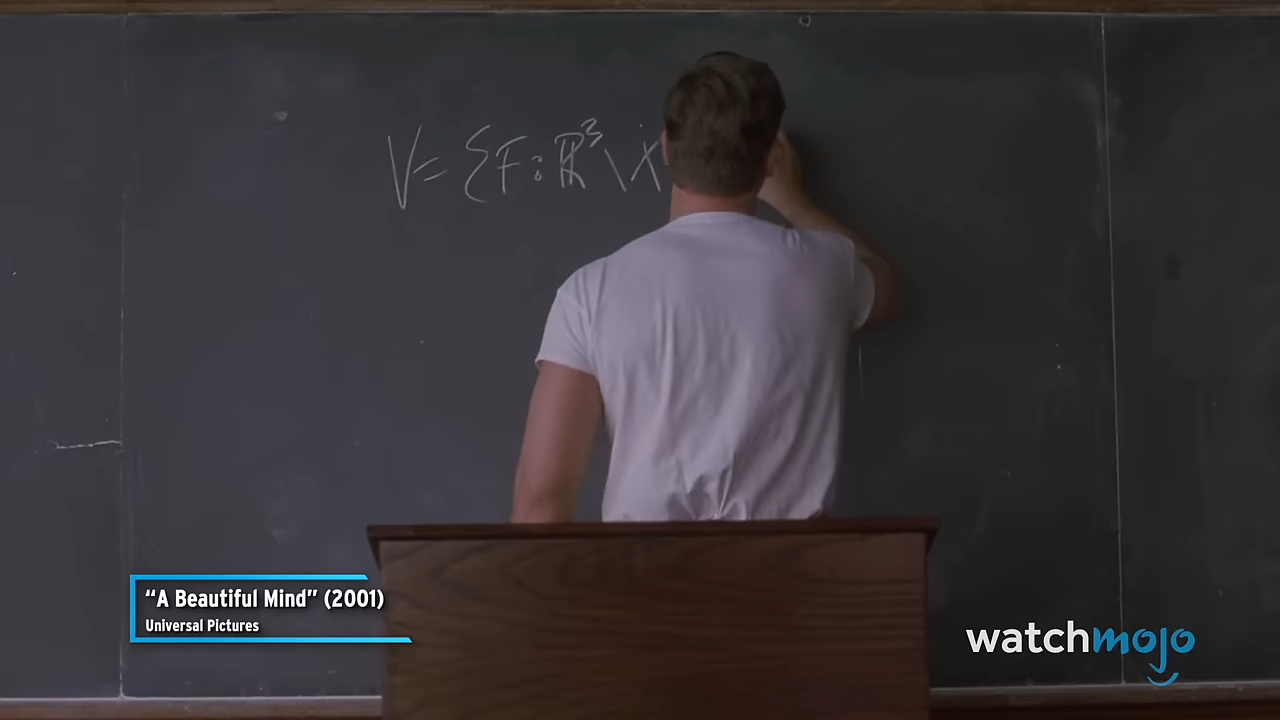 V = {F : ℝ³ \ X
“A Beautiful Mind” (2001)
Universal Pictures
watchmojo